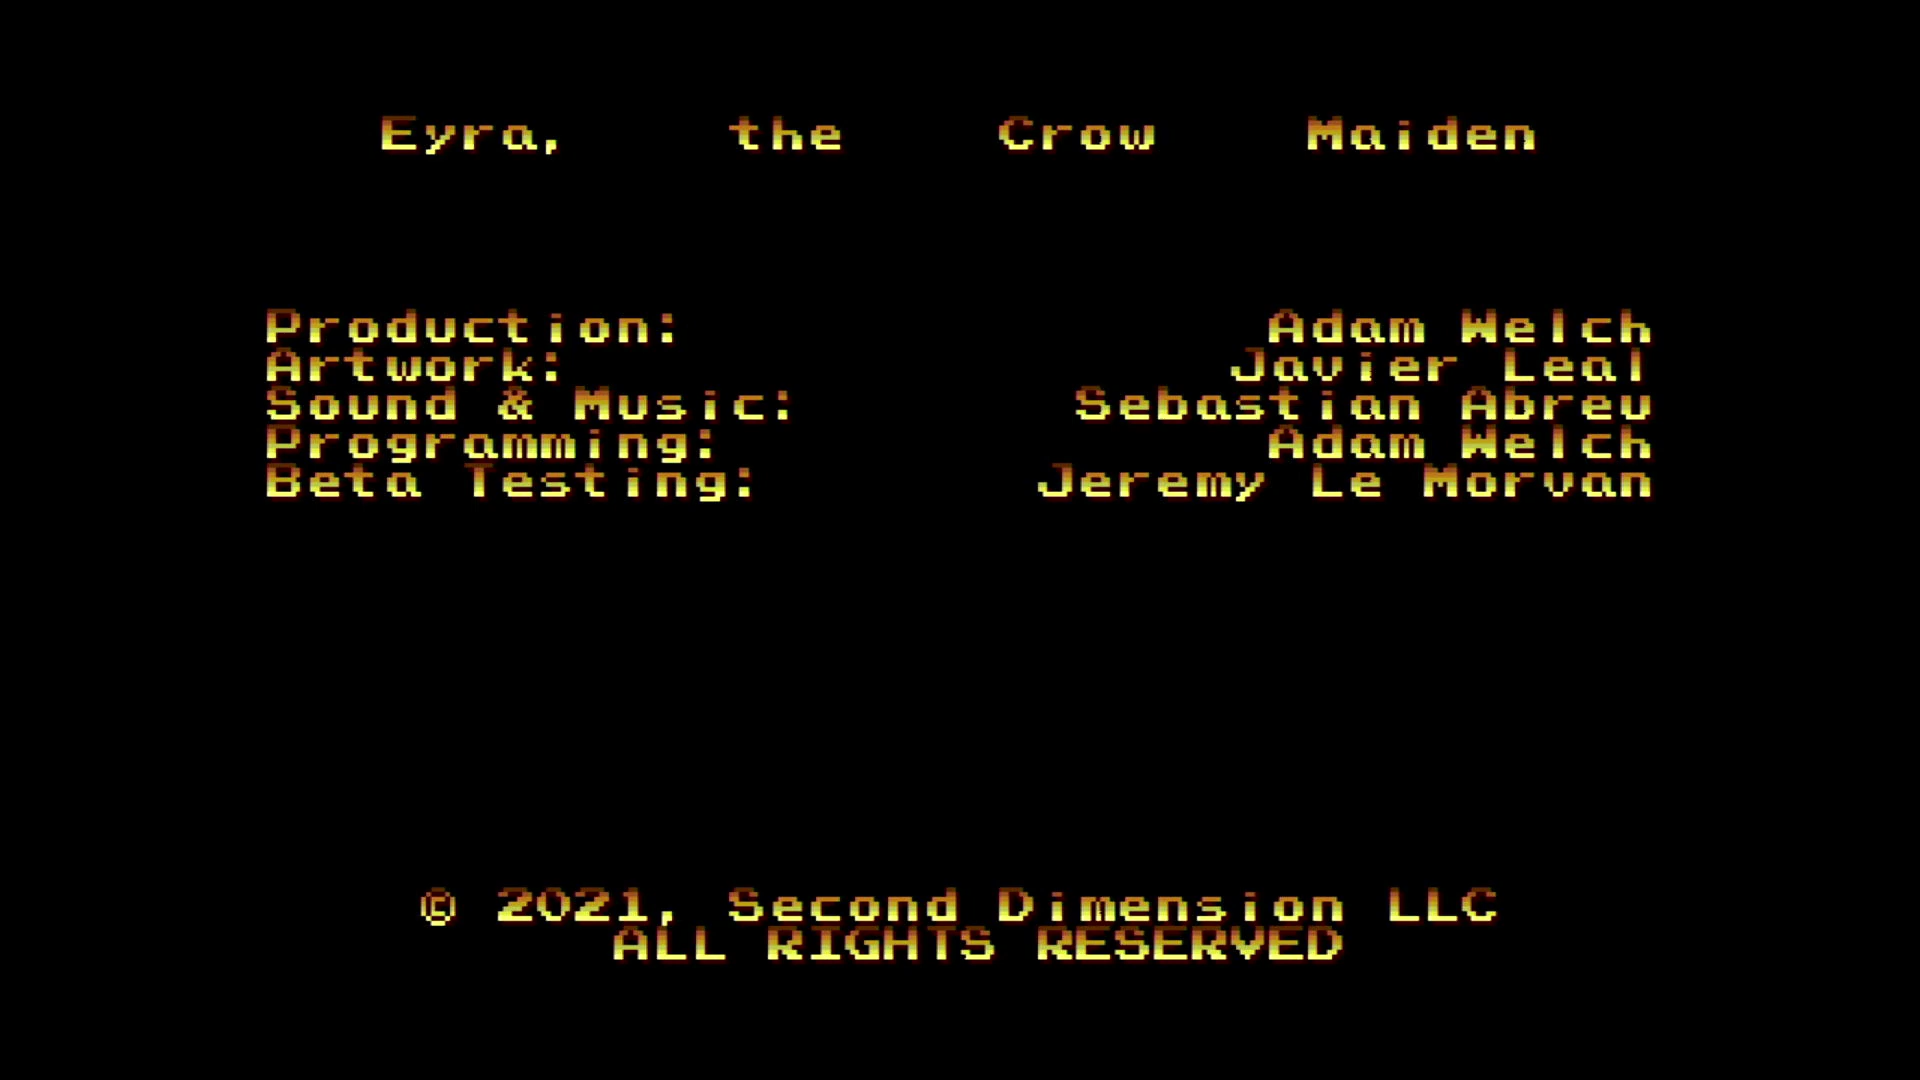 Eyra, the Crow Maiden
Production: Adam Welch
Artwork: Javier Leal
Sound & Music: Sebastian Abreu
Programming: Adam Welch
Beta Testing: Jeremy Le Morvan
© 2021, Second Dimension LLC
ALL RIGHTS RESERVED